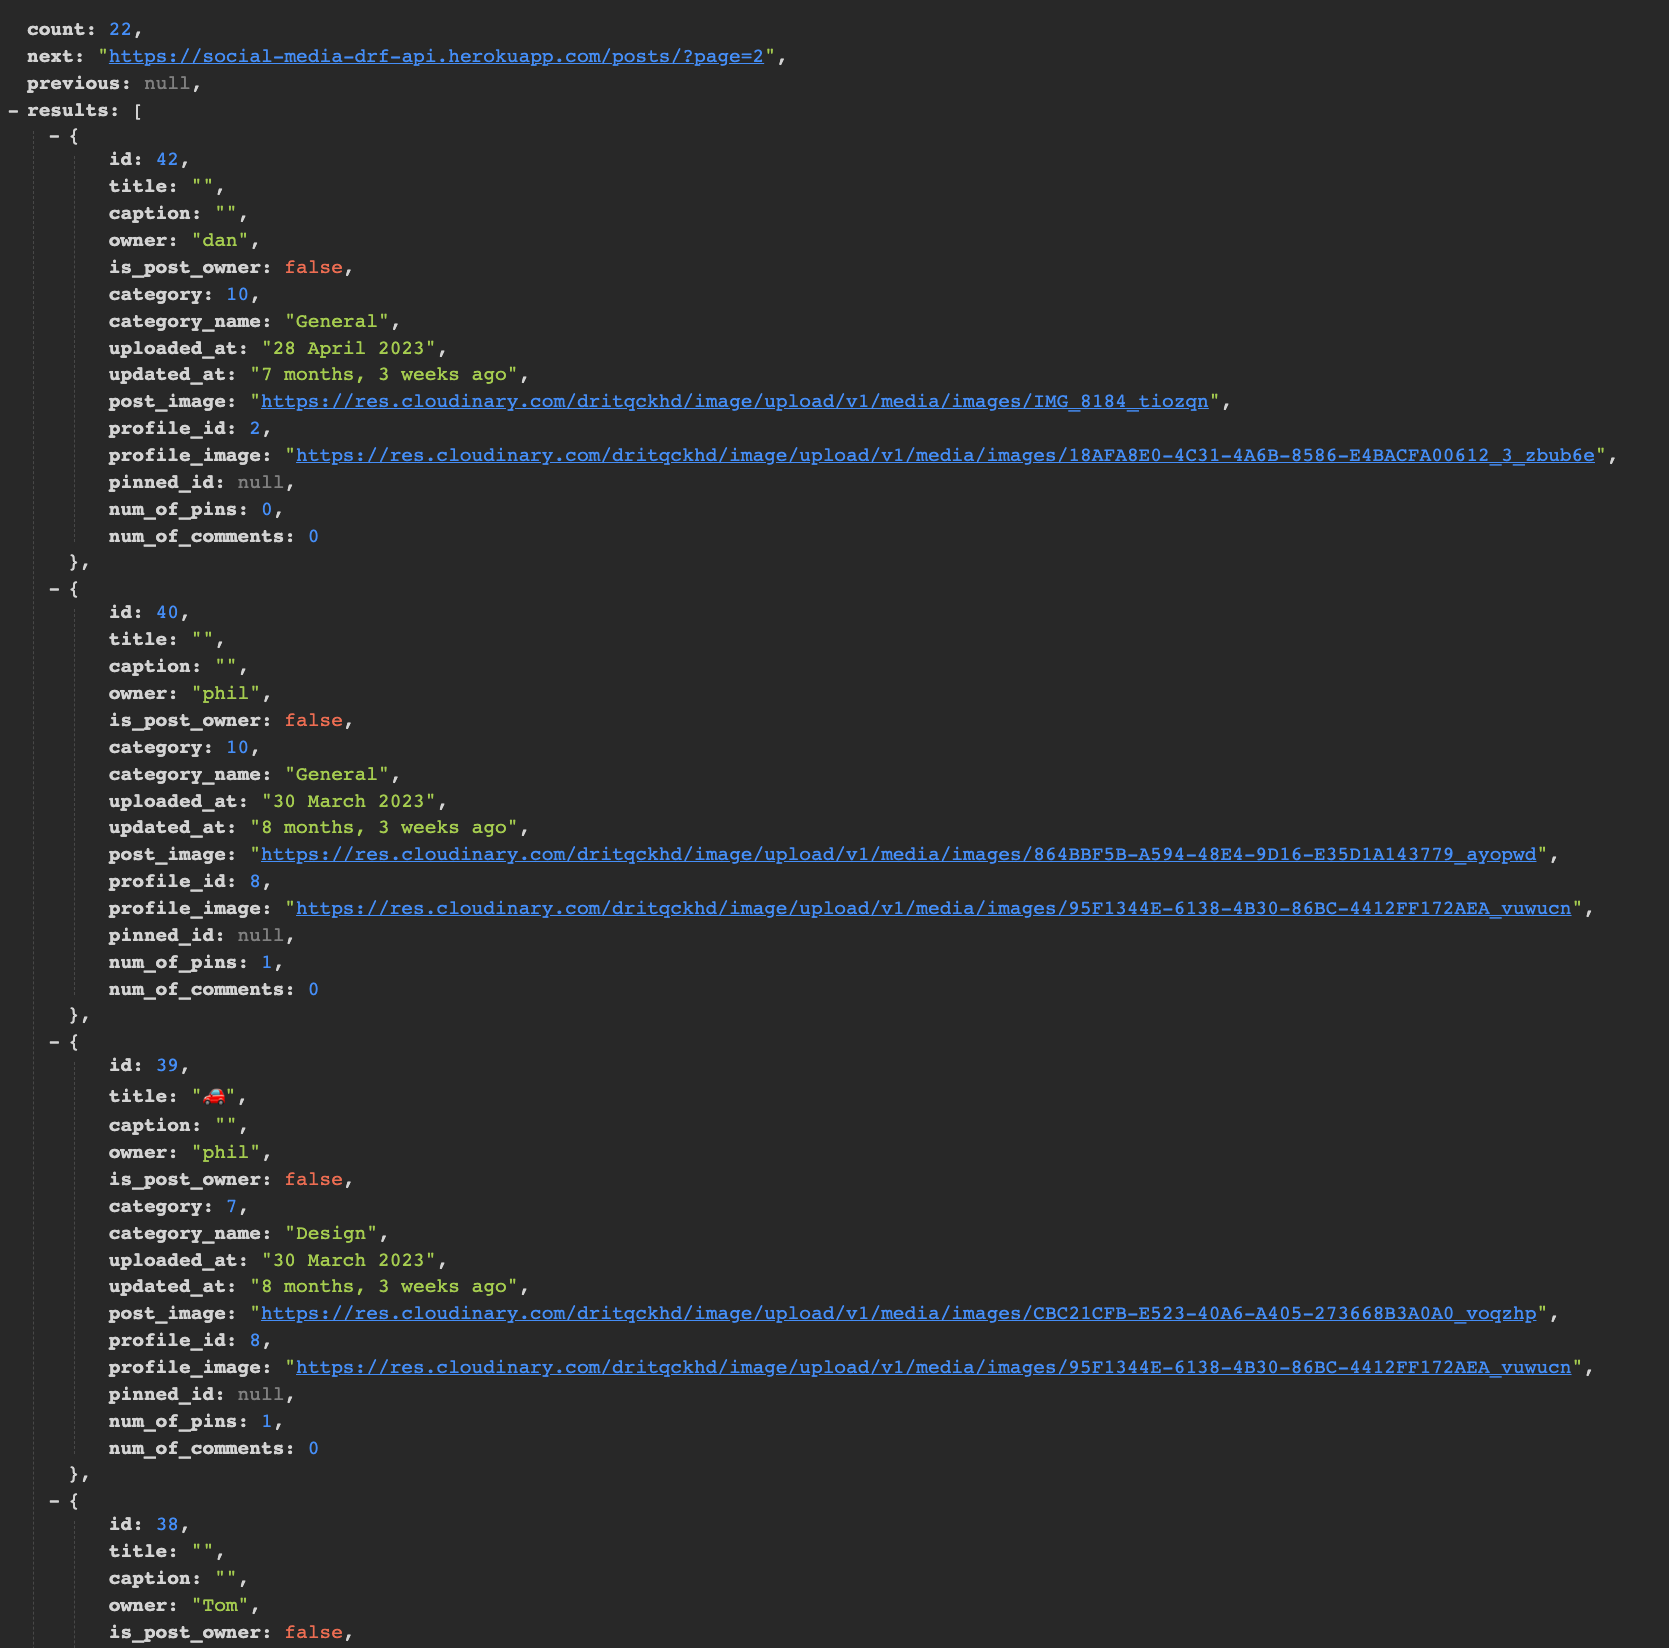 count: 22,
next: "https://social-media-drf-api.herokuapp.com/posts/?page=2",
previous: null,
- results: [
- {
id: 42,
title: "",
caption: "",
owner: "dan",
is_post_owner: false,
category: 10,
category_name: "General",
uploaded_at: "28 April 2023",
updated_at: "7 months, 3 weeks ago",
post_image: "https://res.cloudinary.com/dritqckhd/image/upload/v1/media/images/IMG_8184_tiozqn",
profile_id: 2,
profile_image: "https://res.cloudinary.com/dritqckhd/image/upload/v1/media/images/18AFA8E0-4C31-4A6B-8586-E4BACFA00612_3_zbub6e",
pinned_id: null,
num_of_pins: 0,
num_of_comments: 0
},
- {
id: 40,
title: "",
caption: "",
owner: "phil",
is_post_owner: false,
category: 10,
category_name: "General",
uploaded_at: "30 March 2023",
updated_at: "8 months, 3 weeks ago",
post_image: "https://res.cloudinary.com/dritqckhd/image/upload/v1/media/images/864BBF5B-A594-48E4-9D16-E35D1A143779_ayopwd",
profile_id: 8,
profile_image: "https://res.cloudinary.com/dritqckhd/image/upload/v1/media/images/95F1344E-6138-4B30-86BC-4412FF172AEA_vuwucn",
pinned_id: null,
num_of_pins: 1,
num_of_comments: 0
},
- {
id: 39,
title: "🚗",
caption: "",
owner: "phil",
is_post_owner: false,
category: 7,
category_name: "Design",
uploaded_at: "30 March 2023",
updated_at: "8 months, 3 weeks ago",
post_image: "https://res.cloudinary.com/dritqckhd/image/upload/v1/media/images/CBC21CFB-E523-40A6-A405-273668B3A0A0_voqzhp",
profile_id: 8,
profile_image: "https://res.cloudinary.com/dritqckhd/image/upload/v1/media/images/95F1344E-6138-4B30-86BC-4412FF172AEA_vuwucn",
pinned_id: null,
num_of_pins: 1,
num_of_comments: 0
},
- {
id: 38,
title: "",
caption: "",
owner: "Tom",
is_post_owner: false,